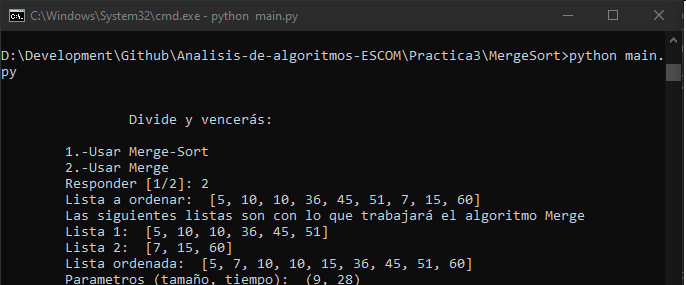 C:\Windows\System32\cmd.exe - python main.py
D:\Development\Github\Analisis-de-algoritmos-ESCOM\Practica3\MergeSort>python main.
py
Divide y vencerás:
1.-Usar Merge-Sort
2.-Usar Merge
Responder [1/2]: 2
Lista a ordenar:  [5, 10, 10, 36, 45, 51, 7, 15, 60]
Las siguientes listas son con lo que trabajará el algoritmo Merge
Lista 1:  [5, 10, 10, 36, 45, 51]
Lista 2:  [7, 15, 60]
Lista ordenada:  [5, 7, 10, 10, 15, 36, 45, 51, 60]
Parametros (tamaño, tiempo):  (9, 28)